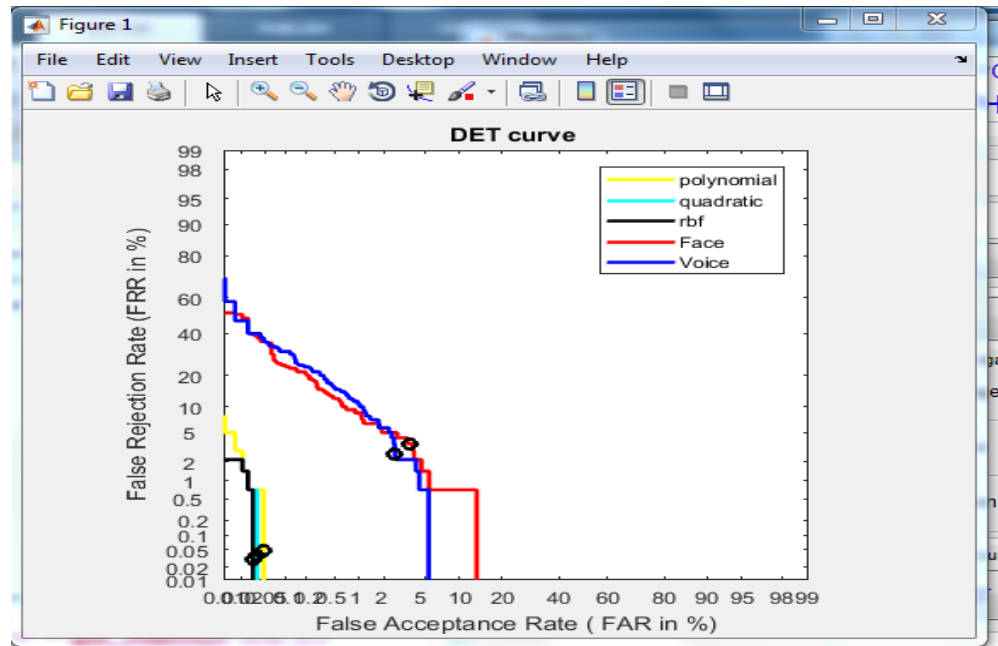 Figure 1
File Edit View Insert Tools Desktop Window Help
DET curve
99
98
95
90
80
60
40
20
10
5
2
1
0.5
0.2
0.1
0.05
0.02
0.01
False Rejection Rate (FRR in %)
polynomial
quadratic
rbf
Face
Voice
1 2 5 10 20 40 60 80 90 95 98 99
False Acceptance Rate ( FAR in %)